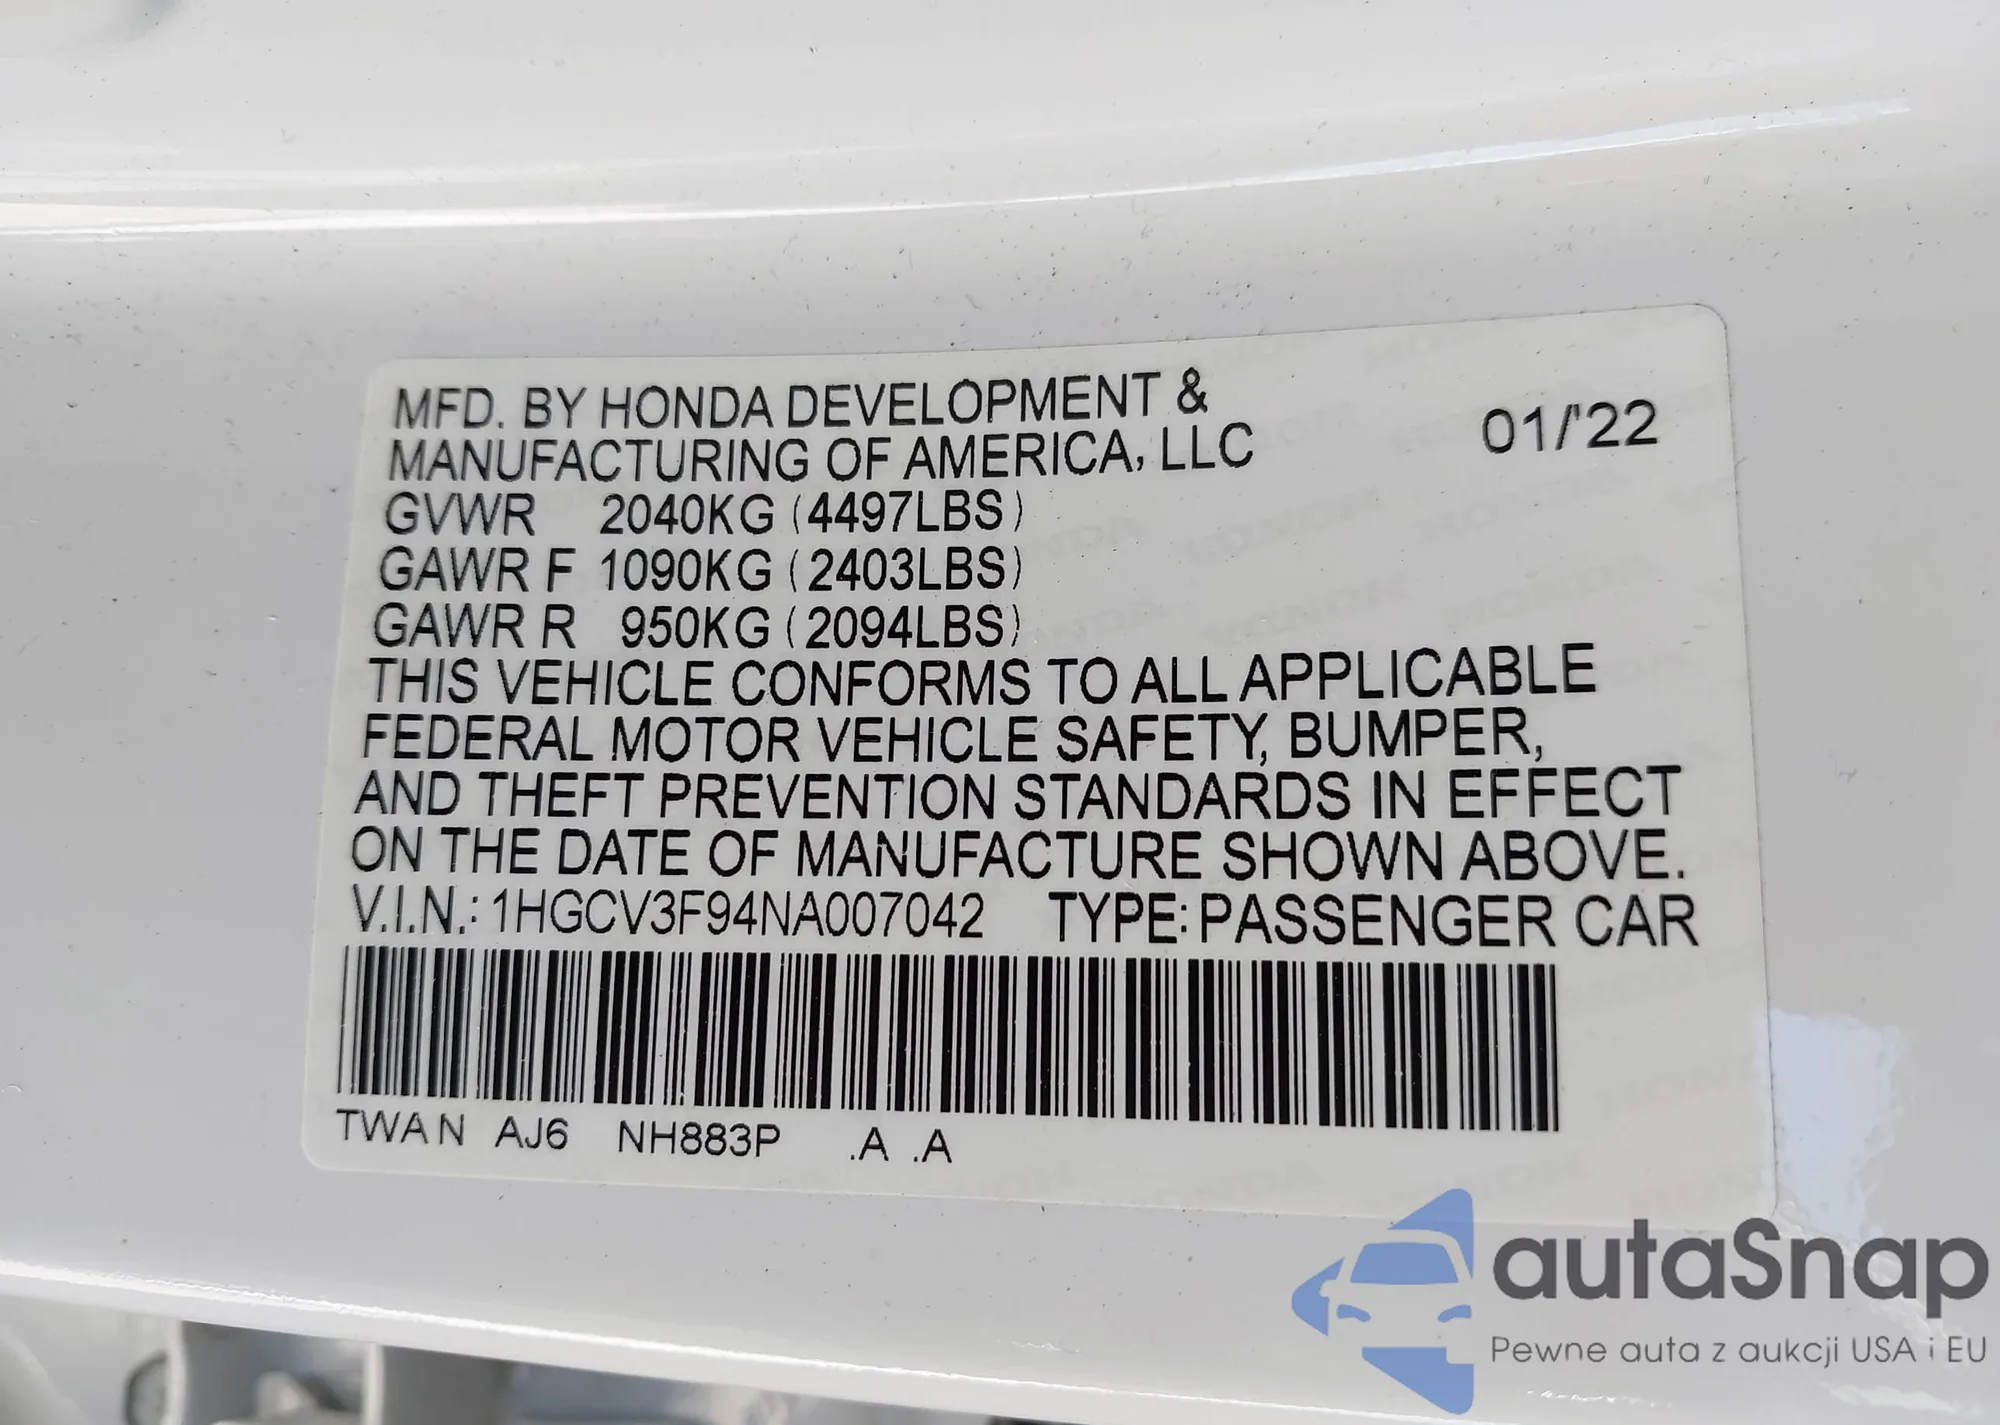 MFD. BY HONDA DEVELOPMENT &
MANUFACTURING OF AMERICA, LLC
01/'22
GVWR 2040KG (4497LBS)
GAWR F 1090KG (2403LBS)
GAWR R 950KG (2094LBS)
THIS VEHICLE CONFORMS TO ALL APPLICABLE
FEDERAL MOTOR VEHICLE SAFETY, BUMPER,
AND THEFT PREVENTION STANDARDS IN EFFECT
ON THE DATE OF MANUFACTURE SHOWN ABOVE.
V.I.N.: 1HGCV3F94NA007042 TYPE: PASSENGER CAR
TWAN AJ6 NH883P .A .A
autoSnap
Pewne auta z aukcji USA i EU